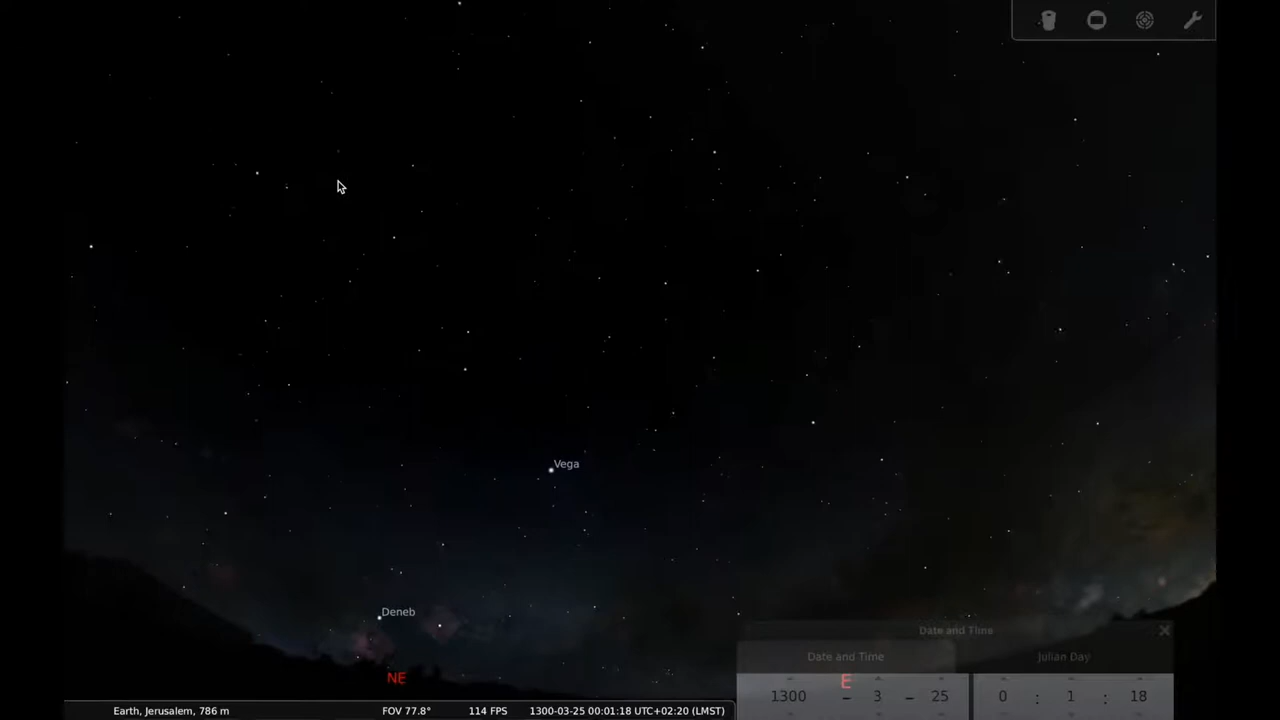 Vega
Deneb
Date and Time
Date and Time Julian Day
NE
E
1300 – 3 – 25 0 : 1 : 18
Earth, Jerusalem, 786 m FOV 77.8° 114 FPS 1300-03-25 00:01:18 UTC+02:20 (LMST)